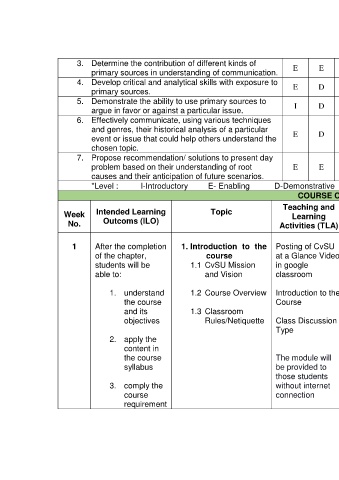 3. Determine the contribution of different kinds of
primary sources in understanding of communication. E E
4. Develop critical and analytical skills with exposure to
primary sources. E D
5. Demonstrate the ability to use primary sources to
argue in favor or against a particular issue. I D
6. Effectively communicate, using various techniques
and genres, their historical analysis of a particular
event or issue that could help others understand the
chosen topic. E D
7. Propose recommendation/ solutions to present day
problem based on their understanding of root
causes and their anticipation of future scenarios. E E
*Level : I-Introductory E- Enabling D-Demonstrative
COURSE C
Week
No.
Intended Learning
Outcoms (ILO)
Topic
Teaching and
Learning
Activities (TLA)
1
After the completion
of the chapter,
students will be
able to:
1. understand
the course
and its
objectives
2. apply the
content in
the course
syllabus
3. comply the
course
requirement
1. Introduction to the
course
1.1 CvSU Mission
and Vision
1.2 Course Overview
1.3 Classroom
Rules/Netiquette
Posting of CvSU
at a Glance Video
in google
classroom
Introduction to the
Course
Class Discussion
Type
The module will
be provided to
those students
without internet
connection